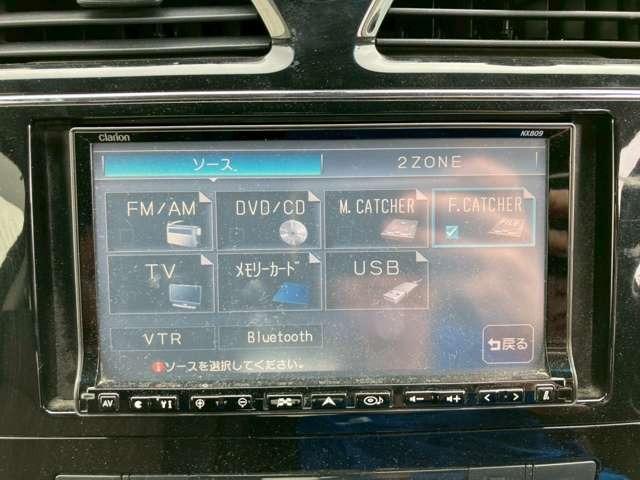 clarion NX809
ソース 2ZONE
FM/AM DVD/CD M. CATCHER F.CATCHER
FILE
TV メモリーカード USB
VTR Bluetooth
ソースを選択してください。 戻る
AV